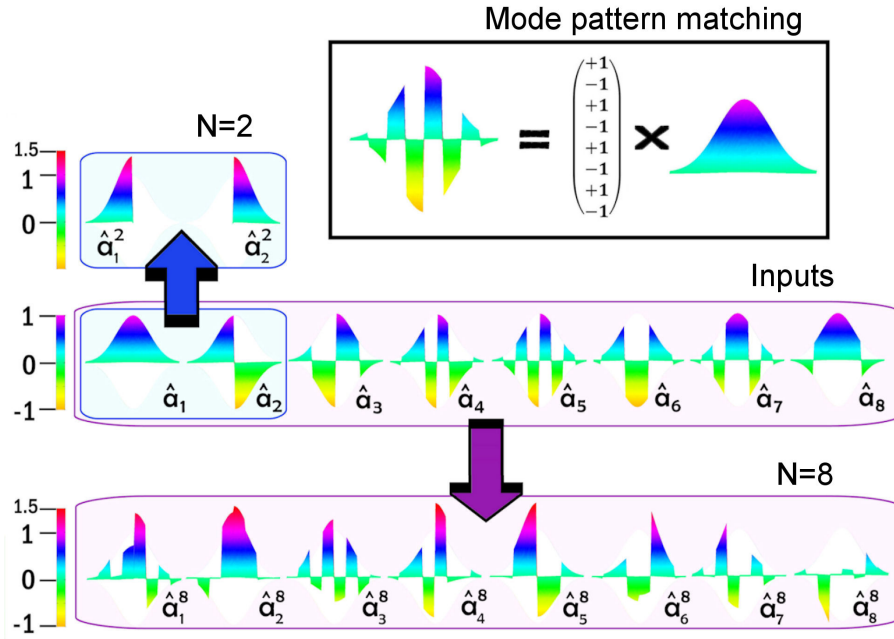 Mode pattern matching
+1
-1
+1
-1
+1
-1
+1
-1
=
×
N=2
1.5
1
0
â₁²
â₂²
Inputs
1
0
-1
â₁
â₂
â₃
â₄
â₅
â₆
â₇
â₈
N=8
1.5
1
0
-1
â₁⁸
â₂⁸
â₃⁸
â₄⁸
â₅⁸
â₆⁸
â₇⁸
â₈⁸